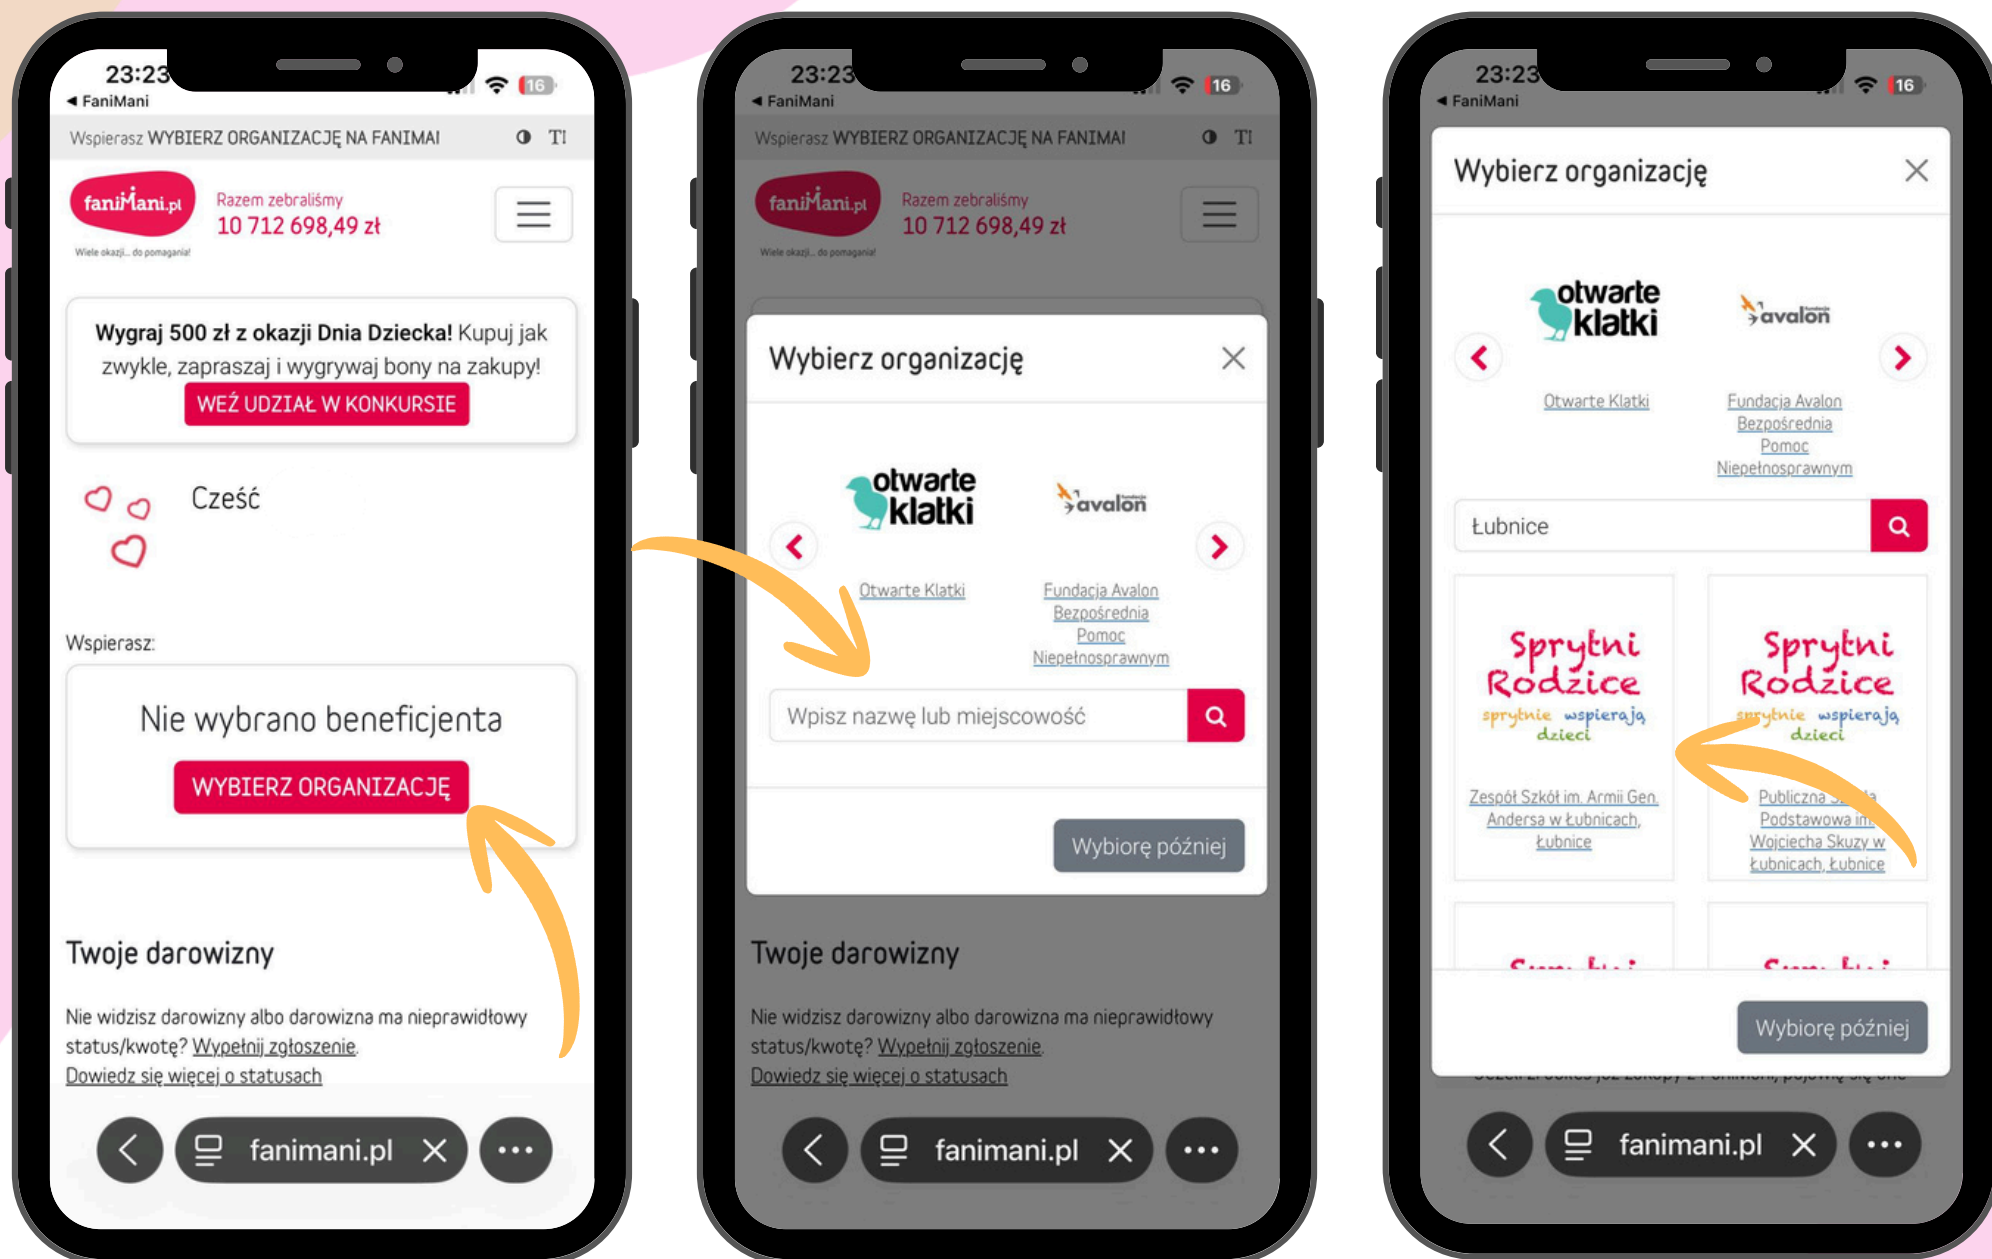 23:23
16
◄ FaniMani
Wspierasz WYBIERZ ORGANIZACJĘ NA FANIMAI
TI
faniMani.pl
Wiele okazji... do pomagania!
Razem zebraliśmy
10 712 698,49 zł
Wygraj 500 zł z okazji Dnia Dziecka! Kupuj jak
zwykle, zapraszaj i wygrywaj bony na zakupy!
WEŹ UDZIAŁ W KONKURSIE
Cześć
Wspierasz:
Nie wybrano beneficjenta
WYBIERZ ORGANIZACJĘ
Twoje darowizny
Nie widzisz darowizny albo darowizna ma nieprawidłowy
status/kwotę? Wypełnij zgłoszenie.
Dowiedz się więcej o statusach
fanimani.pl
23:23
16
◄ FaniMani
Wspierasz WYBIERZ ORGANIZACJĘ NA FANIMAI
TI
faniMani.pl
Wiele okazji... do pomagania!
Razem zebraliśmy
10 712 698,49 zł
Wybierz organizację
otwarte
klatki
Otwarte Klatki
fundacja
avalon
Fundacja Avalon
Bezpośrednia
Pomoc
Niepełnosprawnym
Wpisz nazwę lub miejscowość
Wybiorę później
Twoje darowizny
Nie widzisz darowizny albo darowizna ma nieprawidłowy
status/kwotę? Wypełnij zgłoszenie.
Dowiedz się więcej o statusach
fanimani.pl
23:23
16
◄ FaniMani
Wybierz organizację
otwarte
klatki
Otwarte Klatki
fundacja
avalon
Fundacja Avalon
Bezpośrednia
Pomoc
Niepełnosprawnym
Łubnice
Sprytni
Rodzice
sprytnie wspierają
dzieci
Zespół Szkół im. Armii Gen.
Andersa w Łubnicach,
Łubnice
Sprytni
Rodzice
sprytnie wspierają
dzieci
Publiczna
Podstawowa im.
Wojciecha Skuzy w
Łubnicach, Łubnice
Wybiorę później
fanimani.pl